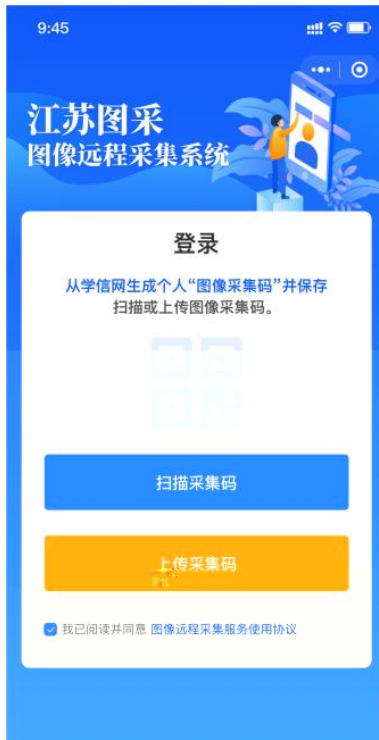 9:45
江苏图采
图像远程采集系统
登录
从学信网生成个人“图像采集码”并保存
扫描或上传图像采集码。
扫描采集码
上传采集码
我已阅读并同意 图像远程采集服务使用协议